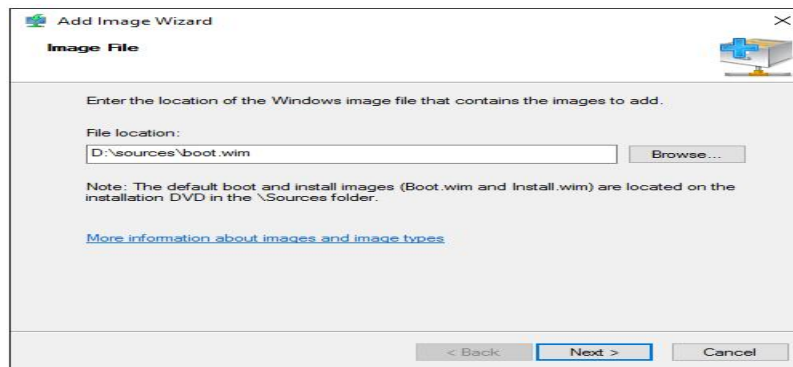 Add Image Wizard
Image File
Enter the location of the Windows image file that contains the images to add.
File location:
D:\sources\boot.wim
Browse...
Note: The default boot and install images (Boot.wim and Install.wim) are located on the
installation DVD in the \Sources folder.
More information about images and image types
< Back
Next >
Cancel